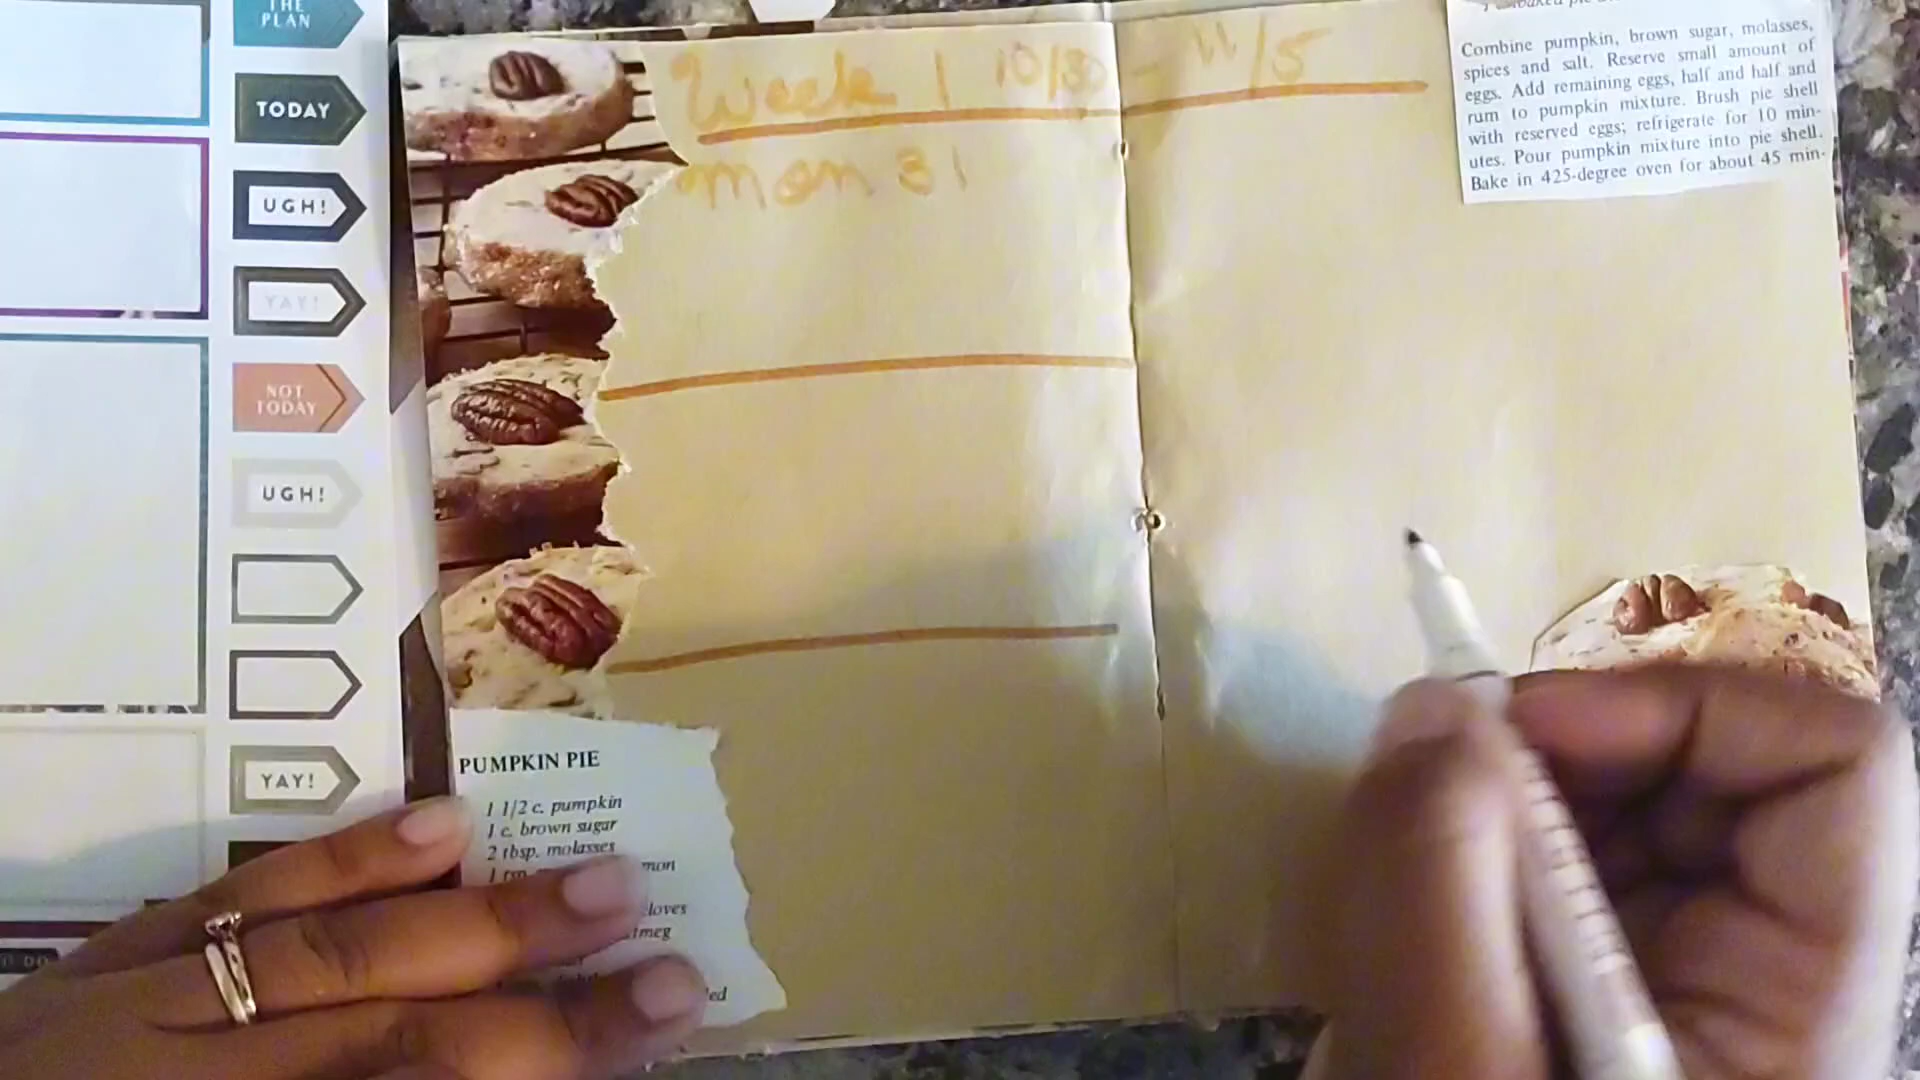 THE
PLAN
TODAY
UGH!
YAY!
NOT
TODAY
UGH!
YAY!
DO
Week 1 10/30 - 11/5
mon 31
PUMPKIN PIE
1 1/2 c. pumpkin
1 c. brown sugar
2 tbsp. molasses
1 tsp.
cloves
Combine pumpkin, brown sugar, molasses,
spices and salt. Reserve small amount of
eggs. Add remaining eggs, half and half and
rum to pumpkin mixture. Brush pie shell
with reserved eggs; refrigerate for 10 min-
utes. Pour pumpkin mixture into pie shell.
Bake in 425-degree oven for about 45 min-